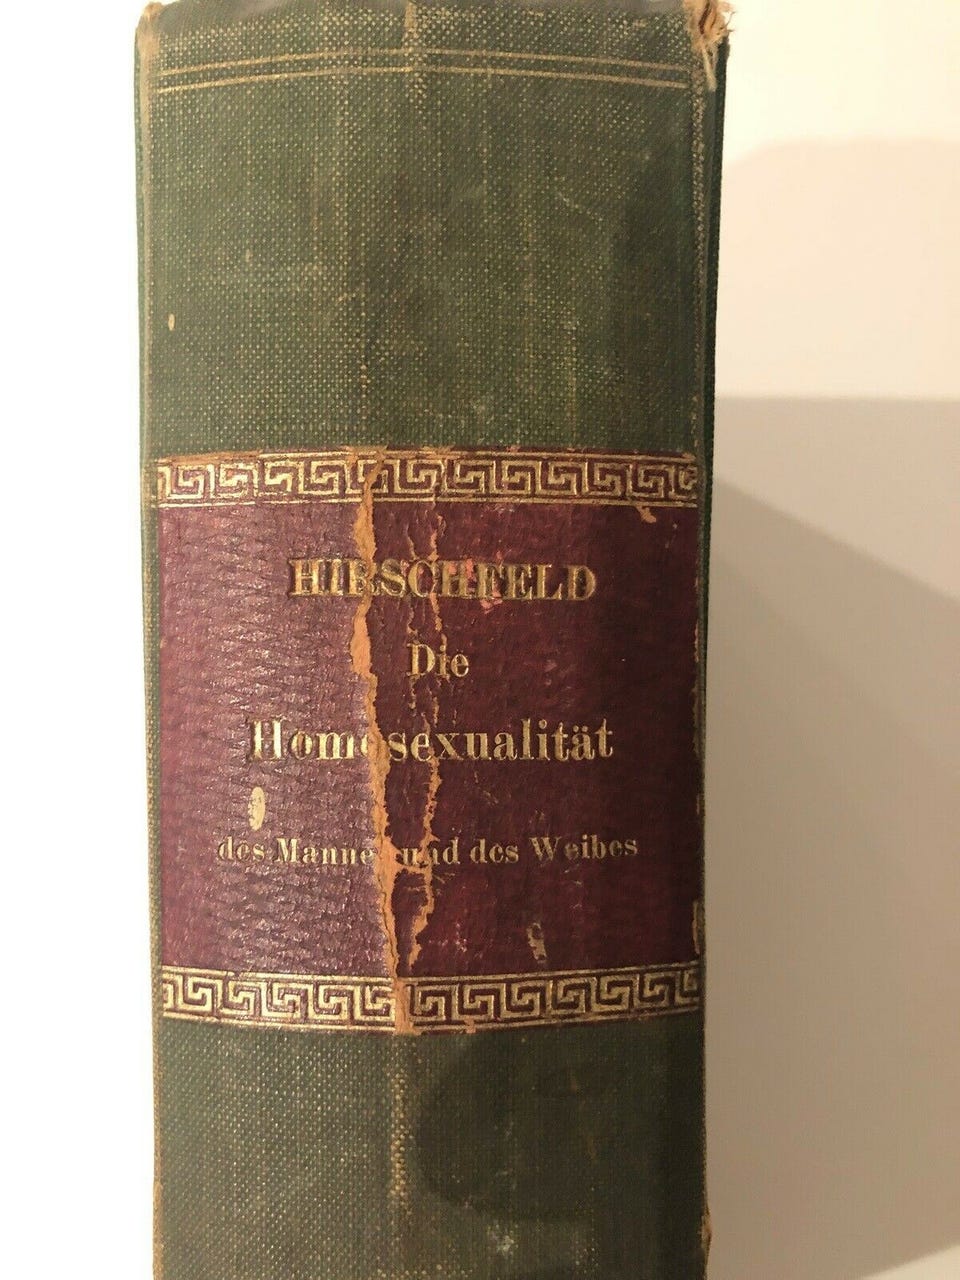 HIRSCHFELD
Die
Homosexualität
des Mannes und des Weibes